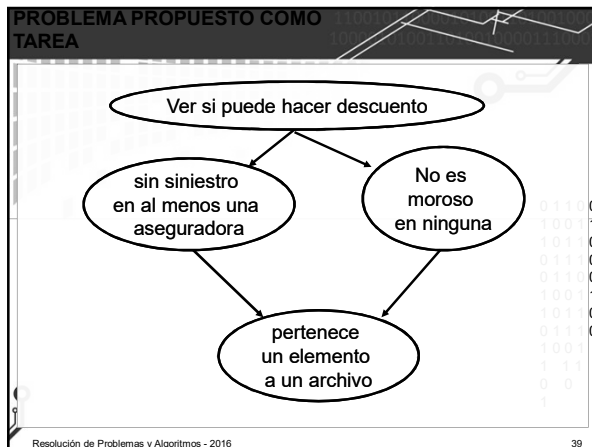 PROBLEMA PROPUESTO COMO
TAREA
Ver si puede hacer descuento
sin siniestro
en al menos una
aseguradora
No es
moroso
en ninguna
pertenece
un elemento
a un archivo
Resolución de Problemas y Algoritmos - 2016
39